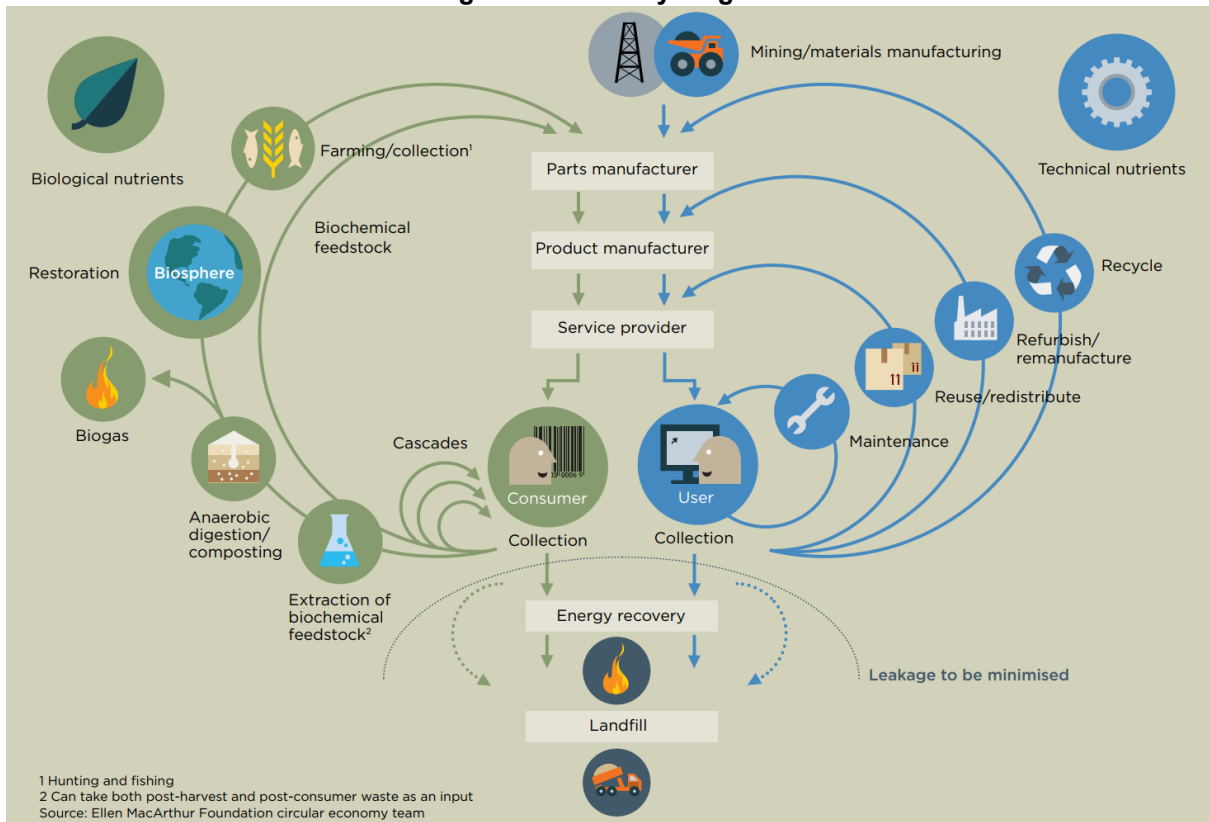 Mining/materials manufacturing
Biological nutrients
Farming/collection¹
Parts manufacturer
Technical nutrients
Biochemical
feedstock
Product manufacturer
Restoration
Biosphere
Recycle
Service provider
Refurbish/
remanufacture
Reuse/redistribute
Biogas
Cascades
Maintenance
Consumer
User
Anaerobic
digestion/
composting
Collection
Collection
Extraction of
biochemical
feedstock²
Energy recovery
Leakage to be minimised
Landfill
1 Hunting and fishing
2 Can take both post-harvest and post-consumer waste as an input
Source: Ellen MacArthur Foundation circular economy team